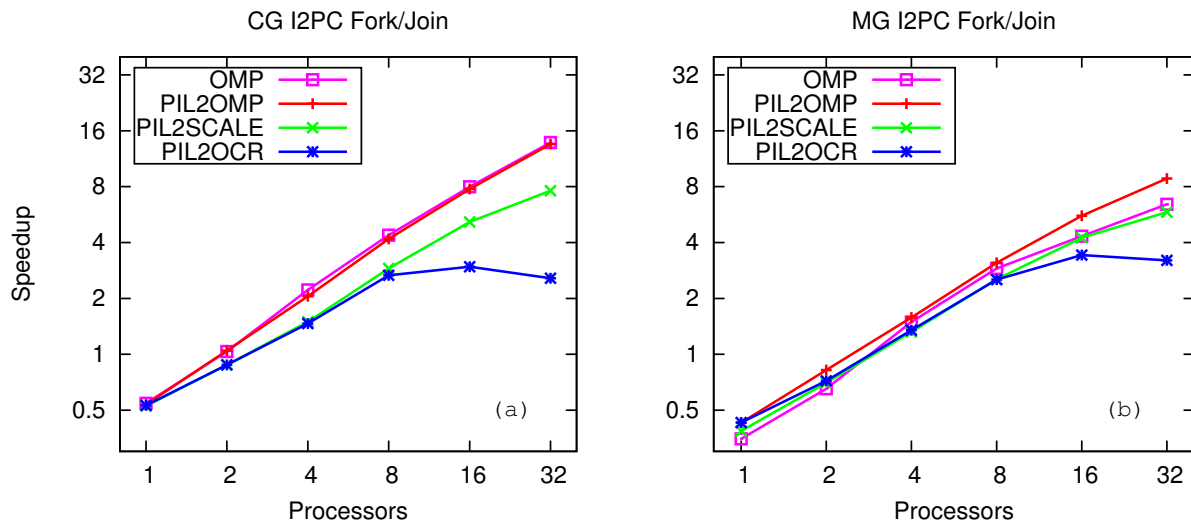 CG I2PC Fork/Join
32
16
8
4
2
1
0.5
Speedup
OMP
PIL2OMP
PIL2SCALE
PIL2OCR
(a)
1 2 4 8 16 32
Processors
MG I2PC Fork/Join
32
16
8
4
2
1
0.5
OMP
PIL2OMP
PIL2SCALE
PIL2OCR
(b)
1 2 4 8 16 32
Processors